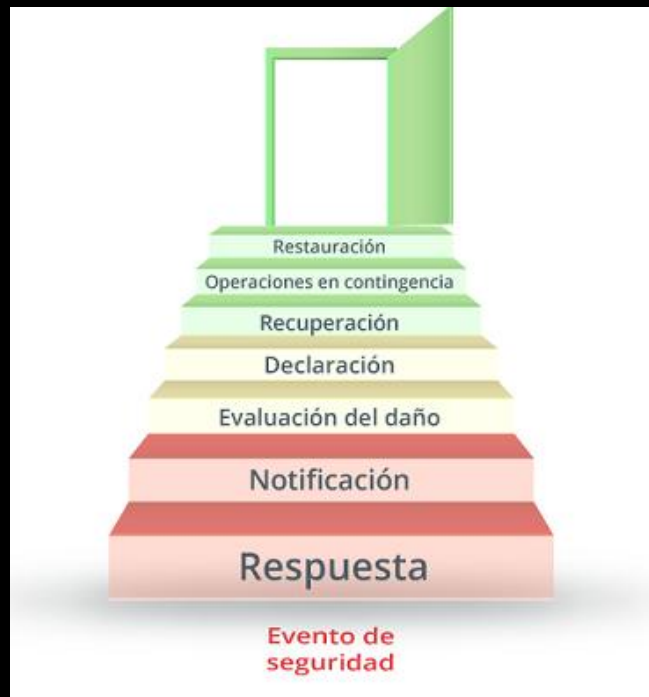 Restauración
Operaciones en contingencia
Recuperación
Declaración
Evaluación del daño
Notificación
Respuesta
Evento de
seguridad